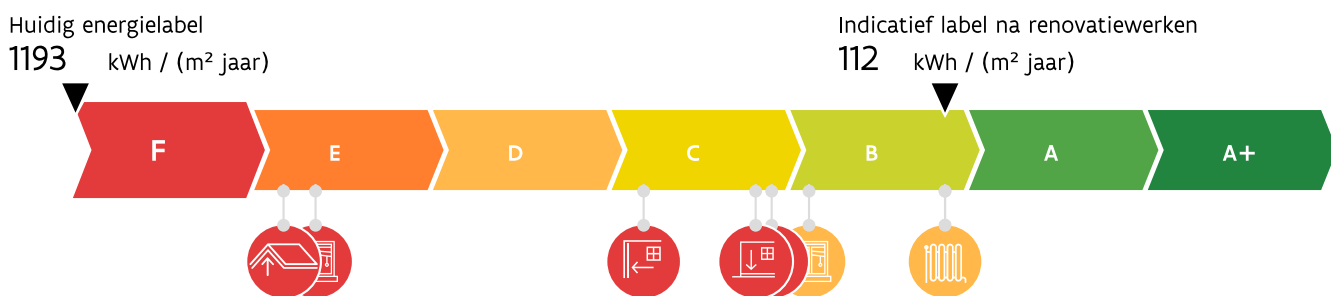 Huidig energielabel
1193 kWh / (m² jaar)
Indicatief label na renovatiewerken
112 kWh / (m² jaar)
F E D C B A A+